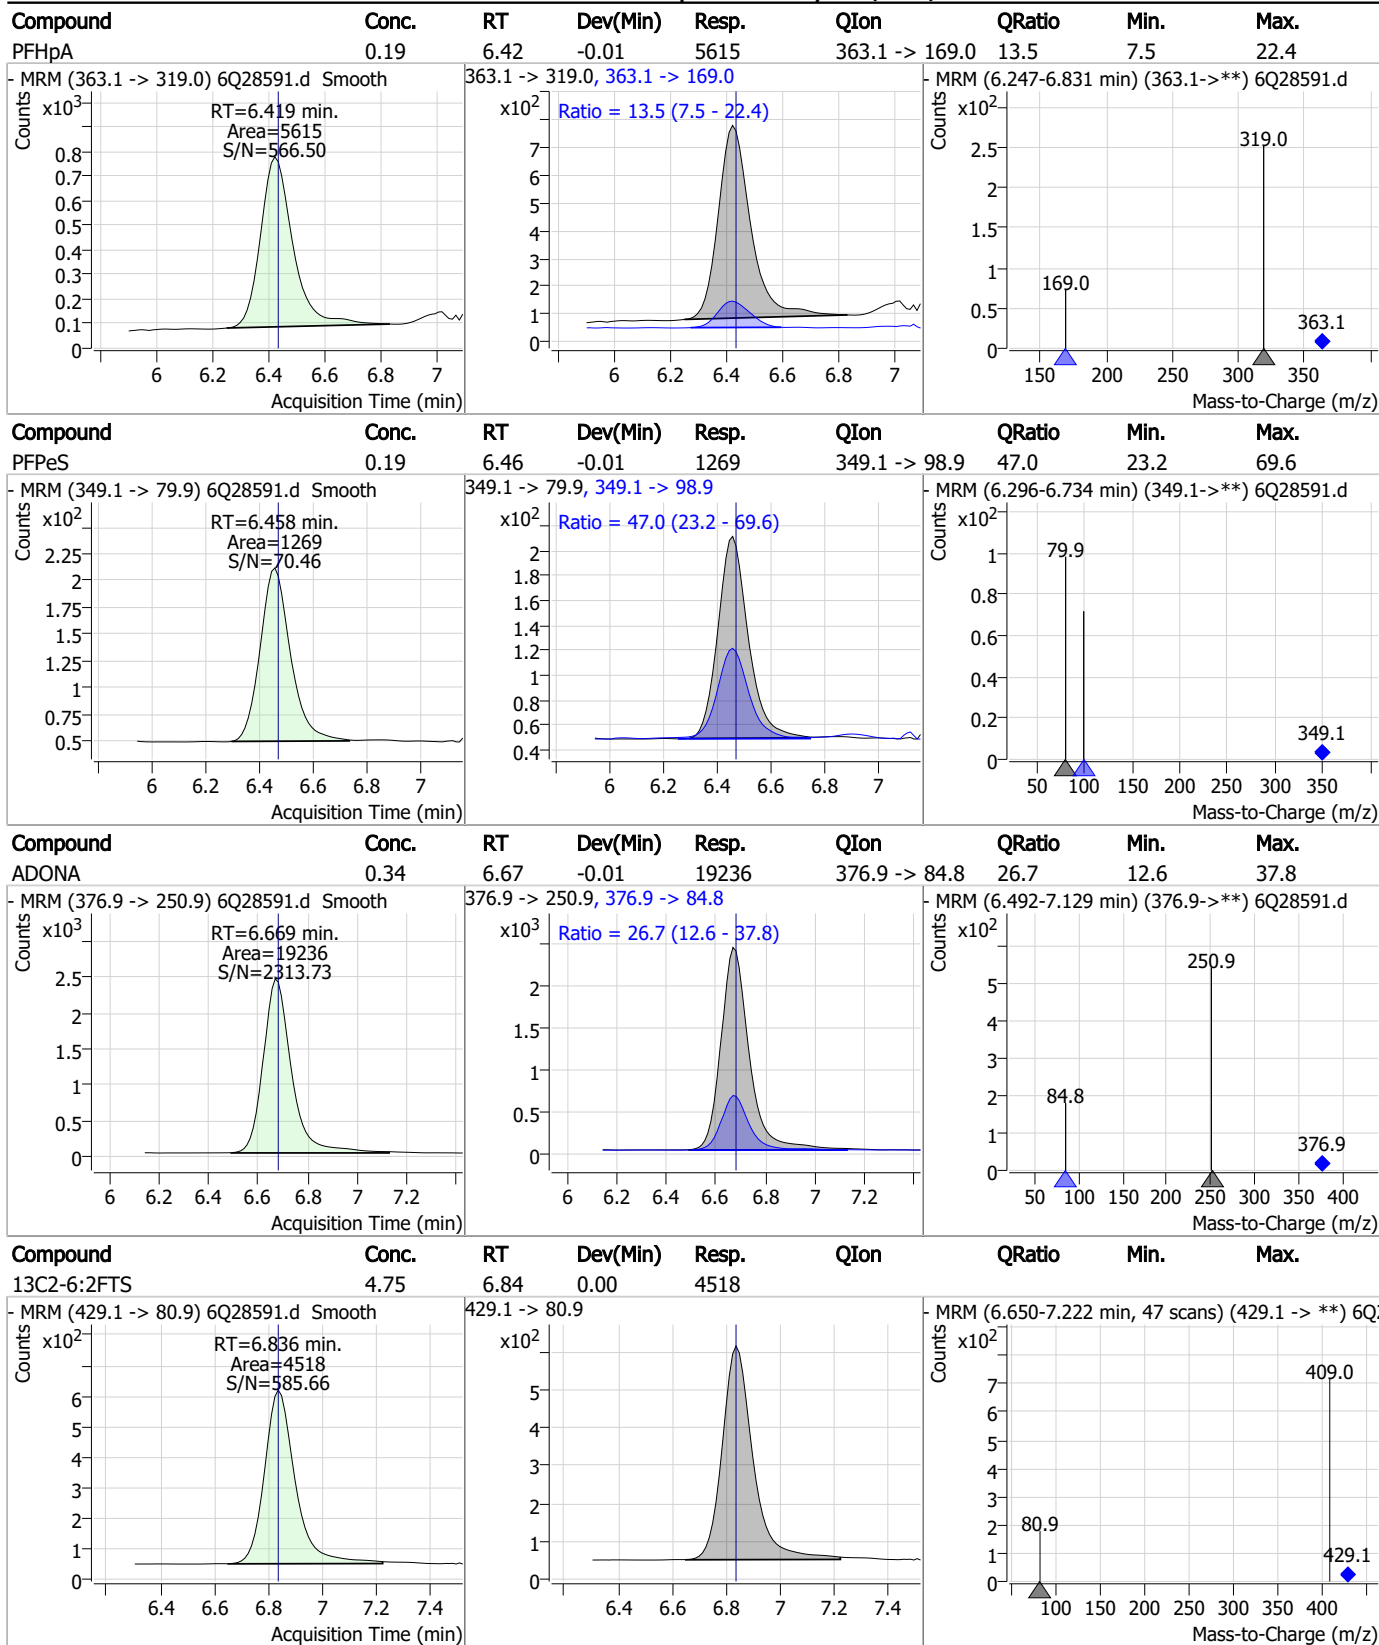 Compound Conc. RT Dev(Min) Resp. QIon QRatio Min. Max.
PFHpA 0.19 6.42 -0.01 5615 363.1 -> 169.0 13.5 7.5 22.4
- MRM (363.1 -> 319.0) 6Q28591.d Smooth
Counts
x10³
RT=6.419 min.
Area=5615
S/N=566.50
0.8
0.7
0.6
0.5
0.4
0.3
0.2
0.1
0
6 6.2 6.4 6.6 6.8 7
Acquisition Time (min)
363.1 -> 319.0, 363.1 -> 169.0
x10²
Ratio = 13.5 (7.5 - 22.4)
7
6
5
4
3
2
1
0
6 6.2 6.4 6.6 6.8 7
- MRM (6.247-6.831 min) (363.1->**) 6Q28591.d
Counts
x10²
319.0
2.5
2
1.5
1
169.0
0.5
363.1
0
150 200 250 300 350
Mass-to-Charge (m/z)
Compound Conc. RT Dev(Min) Resp. QIon QRatio Min. Max.
PFPeS 0.19 6.46 -0.01 1269 349.1 -> 98.9 47.0 23.2 69.6
- MRM (349.1 -> 79.9) 6Q28591.d Smooth
Counts
x10²
RT=6.458 min.
Area=1269
S/N=70.46
2.25
2
1.75
1.5
1.25
1
0.75
0.5
6 6.2 6.4 6.6 6.8 7
Acquisition Time (min)
349.1 -> 79.9, 349.1 -> 98.9
x10²
Ratio = 47.0 (23.2 - 69.6)
2
1.8
1.6
1.4
1.2
1
0.8
0.6
0.4
6 6.2 6.4 6.6 6.8 7
- MRM (6.296-6.734 min) (349.1->**) 6Q28591.d
Counts
x10²
79.9
1
0.8
0.6
0.4
0.2
349.1
0
50 100 150 200 250 300 350
Mass-to-Charge (m/z)
Compound Conc. RT Dev(Min) Resp. QIon QRatio Min. Max.
ADONA 0.34 6.67 -0.01 19236 376.9 -> 84.8 26.7 12.6 37.8
- MRM (376.9 -> 250.9) 6Q28591.d Smooth
Counts
x10³
RT=6.669 min.
Area=19236
S/N=2313.73
2.5
2
1.5
1
0.5
0
6 6.2 6.4 6.6 6.8 7 7.2
Acquisition Time (min)
376.9 -> 250.9, 376.9 -> 84.8
x10³
Ratio = 26.7 (12.6 - 37.8)
2
1.5
1
0.5
0
6 6.2 6.4 6.6 6.8 7 7.2
- MRM (6.492-7.129 min) (376.9->**) 6Q28591.d
Counts
x10²
250.9
5
4
3
2
84.8
1
376.9
0
50 100 150 200 250 300 350 400
Mass-to-Charge (m/z)
Compound Conc. RT Dev(Min) Resp. QIon QRatio Min. Max.
13C2-6:2FTS 4.75 6.84 0.00 4518
- MRM (429.1 -> 80.9) 6Q28591.d Smooth
Counts
x10²
RT=6.836 min.
Area=4518
S/N=585.66
6
5
4
3
2
1
0
6.4 6.6 6.8 7 7.2 7.4
Acquisition Time (min)
429.1 -> 80.9
x10²
5
4
3
2
1
0
6.4 6.6 6.8 7 7.2 7.4
- MRM (6.650-7.222 min, 47 scans) (429.1 -> **)
Counts
x10²
409.0
7
6
5
4
3
2
80.9
1
429.1
0
100 150 200 250 300 350 400
Mass-to-Charge (m/z)